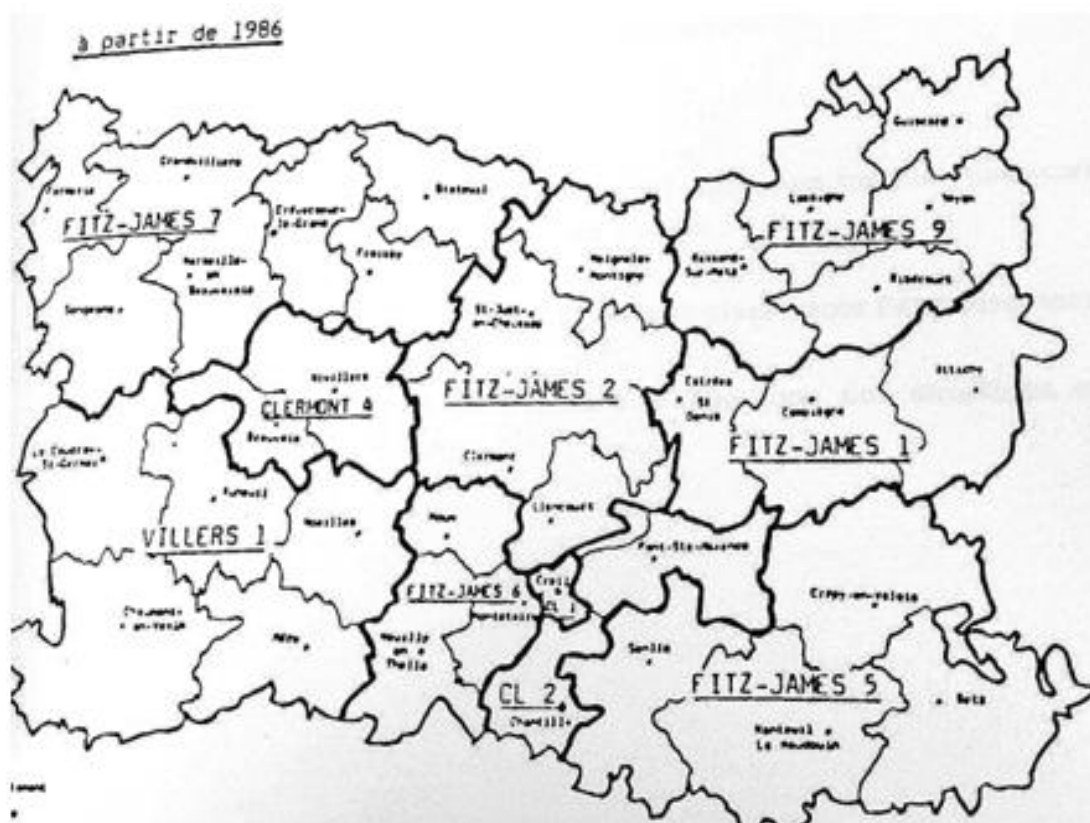 à partir de 1986
Guiscard
Grandvilliers
Formerie
Breteuil
Lassigny
Noyon
Crèvecoeur-
le-Grand
FITZ-JAMES 7
FITZ-JAMES 9
Froissy
Maignelay-
Montigny
Ressons-
Sur-Matz
Marseille-
en
Beauvaisis
Ribécourt
Songeons
St-Just-
en-Chaussée
Nivillers
FITZ-JAMES 2
Estrées
St
Denis
Attichy
CLERMONT 4
Compiègne
Beauvais
FITZ-JAMES 1
Le Coudray-
St-Germer
Clermont
Auneuil
Noailles
Mouy
Liancourt
VILLERS 1
Pont-Ste-Maxence
Creil
FITZ-JAMES 6
CL 1
Crépy-en-Valois
Montataire
Chaumont-
en-Vexin
Méru
Neuilly
en
Thelle
Senlis
FITZ-JAMES 5
CL 2
Betz
Chantilly
Nanteuil
Le Haudouin